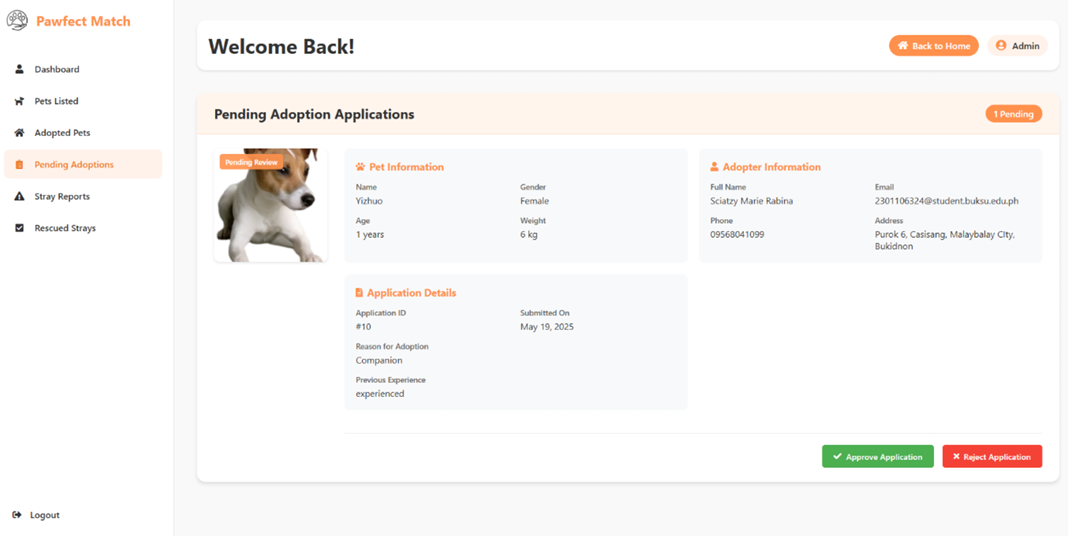 Pawfect Match
Dashboard
Pets Listed
Adopted Pets
Pending Adoptions
Stray Reports
Rescued Strays
Logout
Welcome Back!
Back to Home
Admin
Pending Adoption Applications
1 Pending
Pending Review
Pet Information
Name
Yizhuo
Gender
Female
Age
1 years
Weight
6 kg
Adopter Information
Full Name
Sciatzy Marie Rabina
Email
2301106324@student.buksu.edu.ph
Phone
09568041099
Address
Purok 6, Casisang, Malaybalay CIty,
Bukidnon
Application Details
Application ID
#10
Submitted On
May 19, 2025
Reason for Adoption
Companion
Previous Experience
experienced
Approve Application
Reject Application